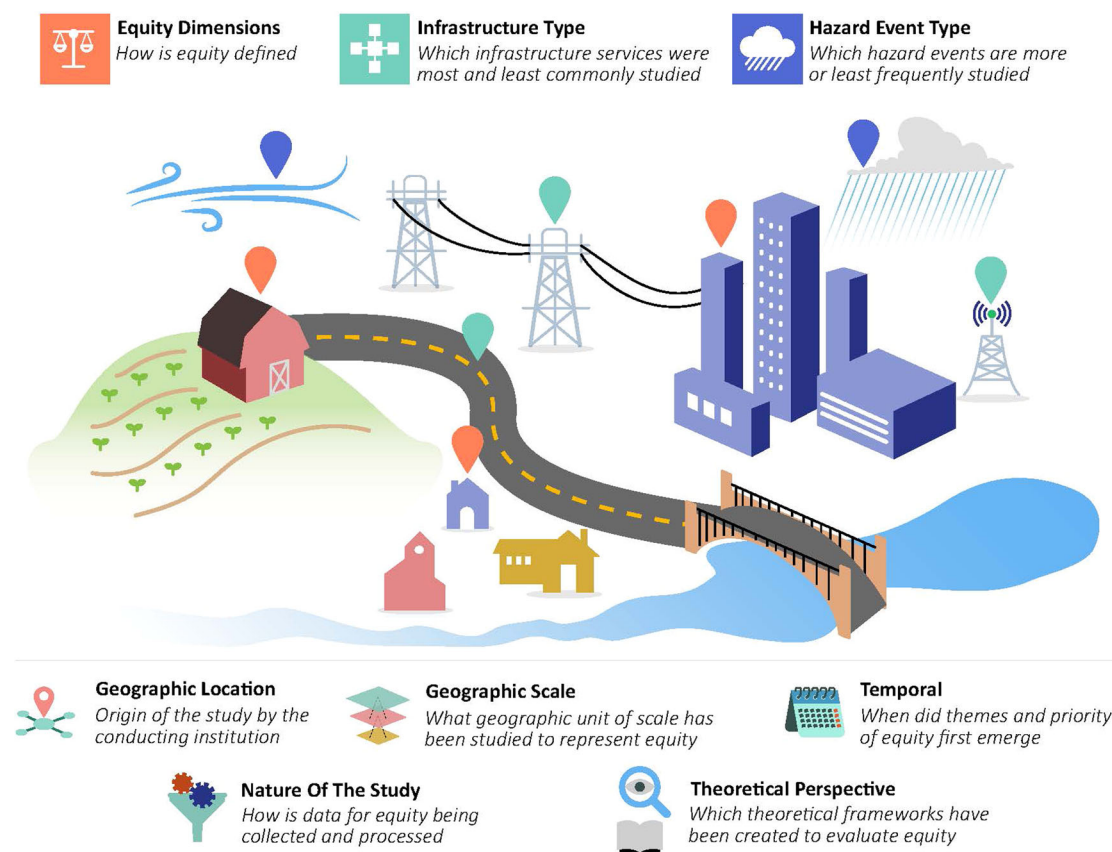 Equity Dimensions
How is equity defined
Infrastructure Type
Which infrastructure services were
most and least commonly studied
Hazard Event Type
Which hazard events are more
or least frequently studied
Geographic Location
Origin of the study by the
conducting institution
Geographic Scale
What geographic unit of scale has
been studied to represent equity
Temporal
When did themes and priority
of equity first emerge
Nature Of The Study
How is data for equity being
collected and processed
Theoretical Perspective
Which theoretical frameworks have
been created to evaluate equity